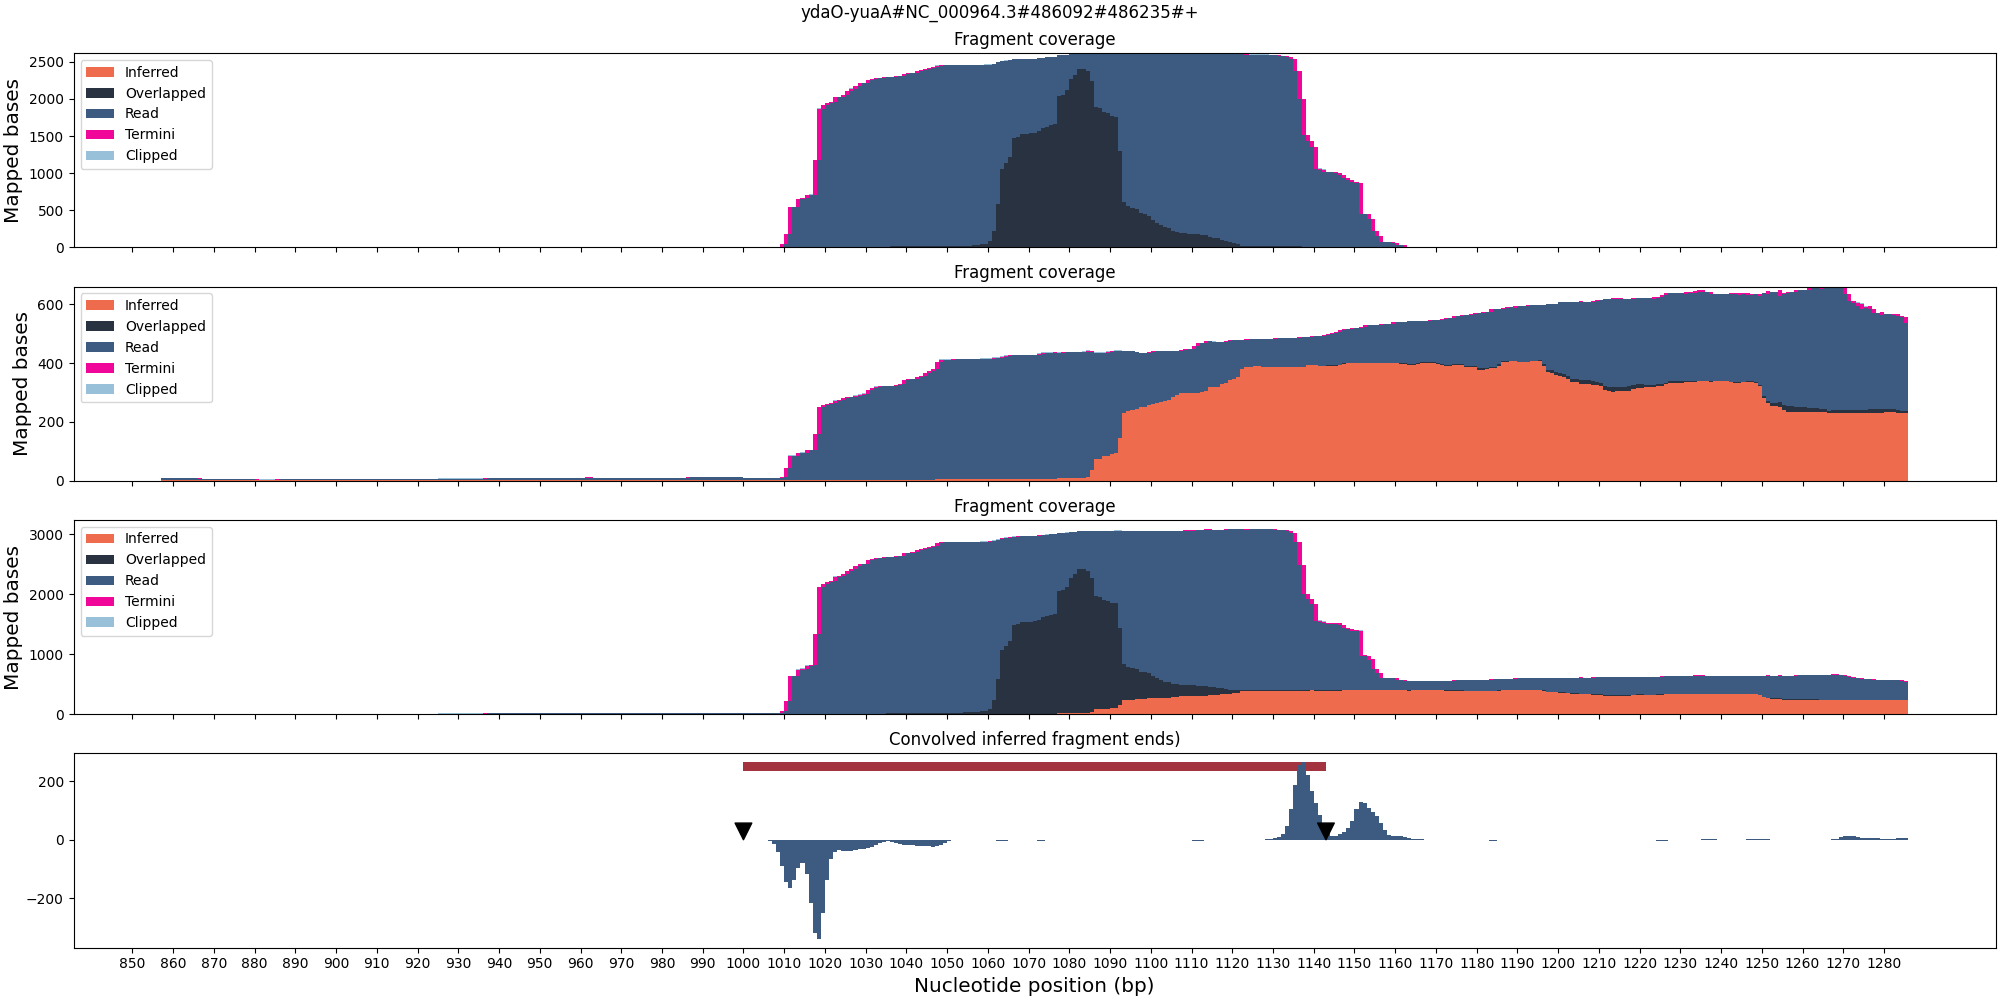 ydaO-yuaA#NC_000964.3#486092#486235#+
Fragment coverage
Mapped bases
2500
2000
1500
1000
500
0
Inferred
Overlapped
Read
Termini
Clipped
Fragment coverage
Mapped bases
600
400
200
0
Inferred
Overlapped
Read
Termini
Clipped
Fragment coverage
Mapped bases
3000
2000
1000
0
Inferred
Overlapped
Read
Termini
Clipped
Convolved inferred fragment ends)
200
0
−200
850 860 870 880 890 900 910 920 930 940 950 960 970 980 990 1000 1010 1020 1030 1040 1050 1060 1070 1080 1090 1100 1110 1120 1130 1140 1150 1160 1170 1180 1190 1200 1210 1220 1230 1240 1250 1260 1270 1280
Nucleotide position (bp)